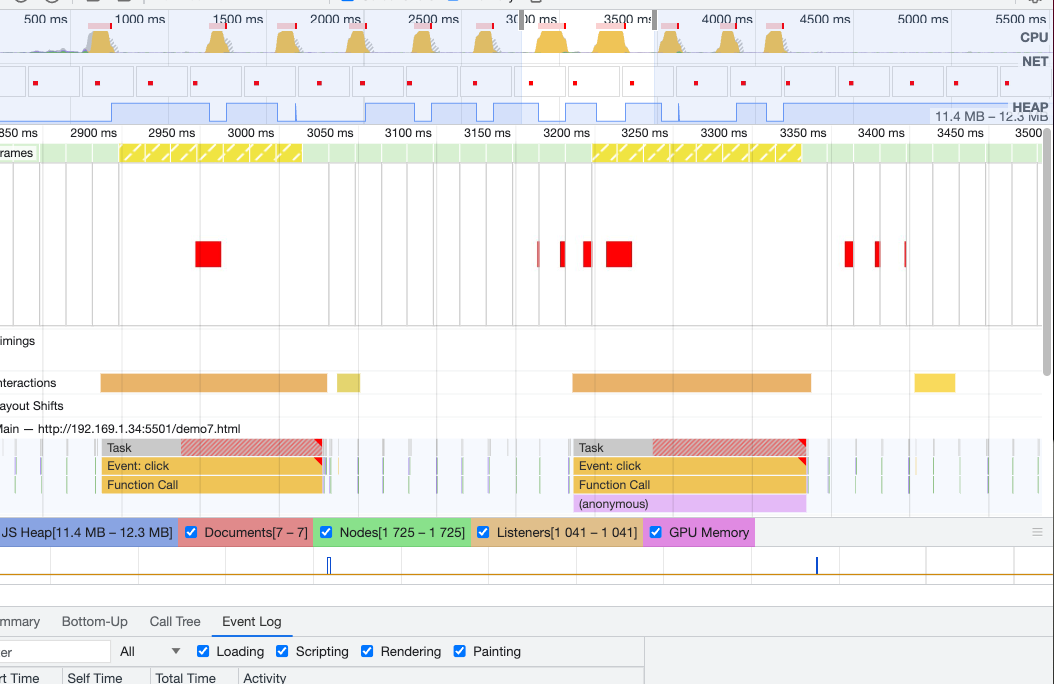 500 ms 1000 ms 1500 ms 2000 ms 2500 ms 3000 ms 3500 ms 4000 ms 4500 ms 5000 ms 5500 ms
CPU
NET
HEAP
11.4 MB – 12.3 MB
850 ms 2900 ms 2950 ms 3000 ms 3050 ms 3100 ms 3150 ms 3200 ms 3250 ms 3300 ms 3350 ms 3400 ms 3450 ms 3500
rames
imings
nteractions
ayout Shifts
Main — http://192.169.1.34:5501/demo7.html
Task Task
Event: click Event: click
Function Call Function Call
(anonymous)
JS Heap[11.4 MB – 12.3 MB] Documents[7 – 7] Nodes[1 725 – 1 725] Listeners[1 041 – 1 041] GPU Memory
mmary Bottom-Up Call Tree Event Log
er All Loading Scripting Rendering Painting
rt Time Self Time Total Time Activity